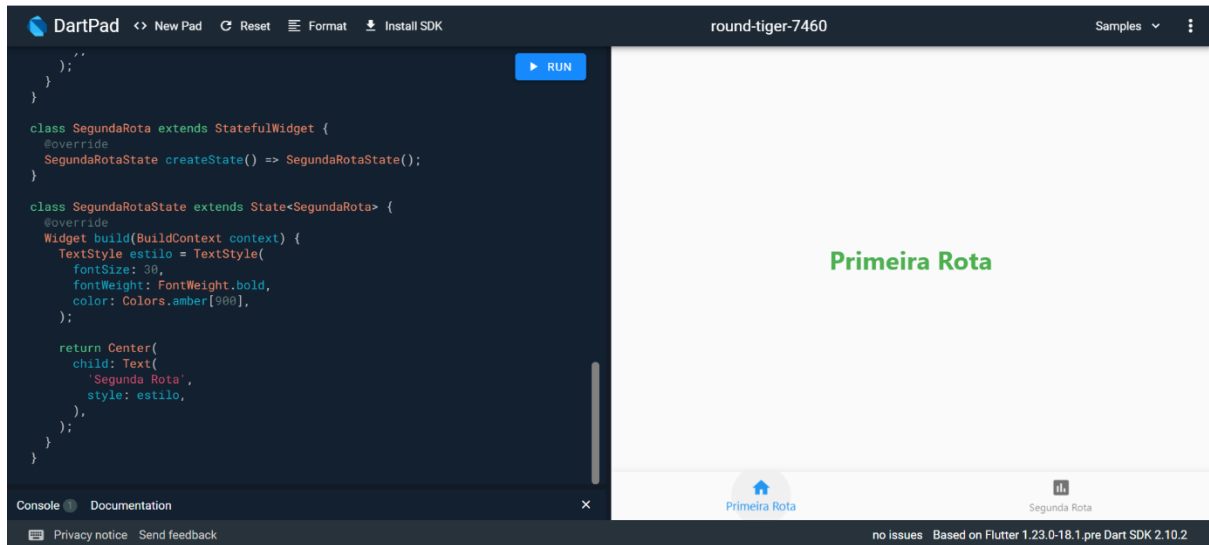 DartPad <> New Pad Reset Format Install SDK round-tiger-7460 Samples
);
RUN
}
}
class SegundaRota extends StatefulWidget {
@override
SegundaRotaState createState() => SegundaRotaState();
}
class SegundaRotaState extends State<SegundaRota> {
@override
Widget build(BuildContext context) {
TextStyle estilo = TextStyle(
fontSize: 30,
fontWeight: FontWeight.bold,
color: Colors.amber[900],
);
return Center(
child: Text(
'Segunda Rota',
style: estilo,
),
);
}
}
Primeira Rota
Primeira Rota
Segunda Rota
Console 1 Documentation ×
Privacy notice Send feedback
no issues Based on Flutter 1.23.0-18.1.pre Dart SDK 2.10.2